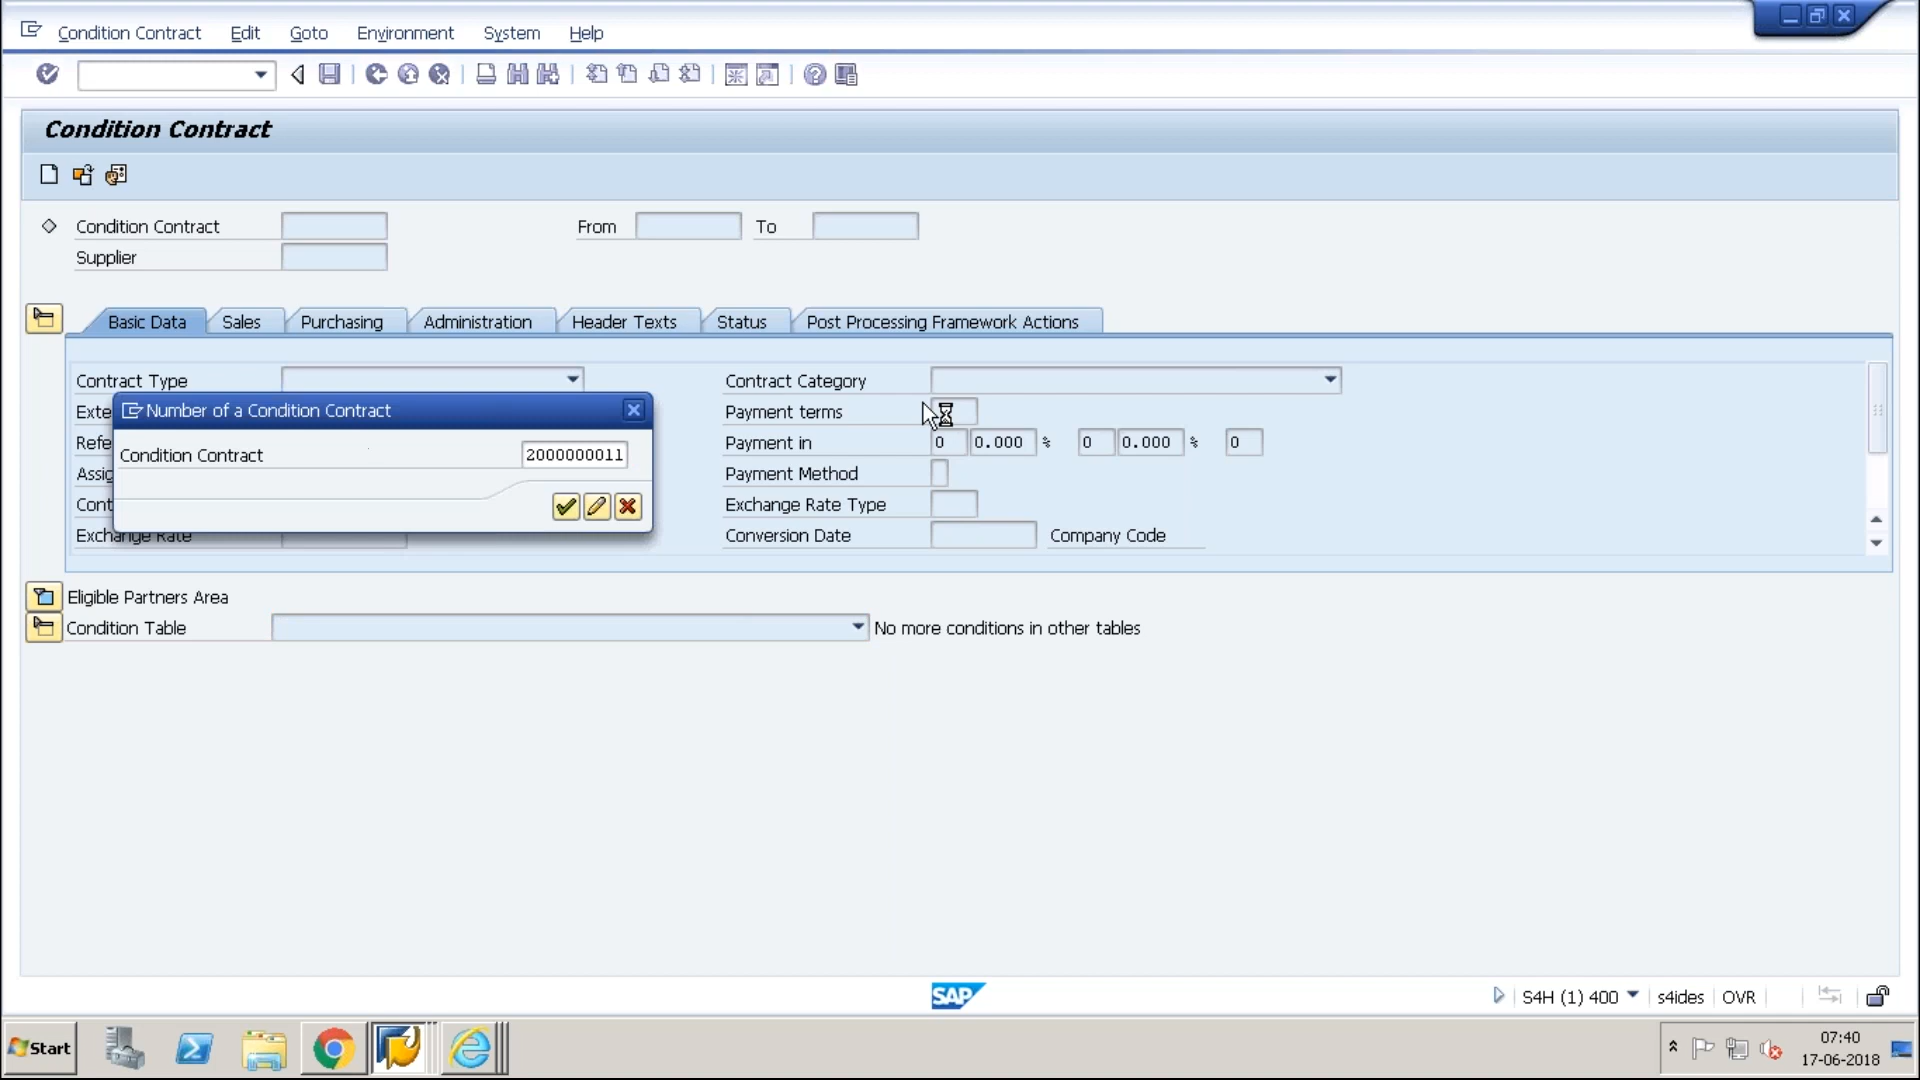 Condition Contract Edit Goto Environment System Help
Condition Contract
Condition Contract From To
Supplier
Basic Data Sales Purchasing Administration Header Texts Status Post Processing Framework Actions
Contract Type Contract Category
Exte Payment terms
Number of a Condition Contract
Refe Payment in 0 0.000 % 0 0.000 % 0
Condition Contract 2000000011
Assig Payment Method
Cont Exchange Rate Type
Exchange Rate Conversion Date Company Code
Eligible Partners Area
Condition Table No more conditions in other tables
SAP S4H (1) 400 s4ides OVR
Start 07:40
17-06-2018